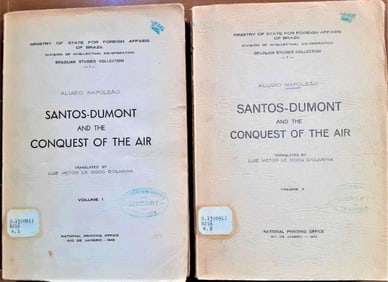 MINISTRY OF STATE FOR FOREIGN AFFAIRS
OF BRAZIL
DIVISION OF INTELLECTUAL CO-OPERATION
BRAZILIAN STUDIES COLLECTION
— 1 —
ALUIZIO NAPOLEÃO
SANTOS-DUMONT
AND THE
CONQUEST OF THE AIR
TRANSLATED BY
LUIZ VICTOR LE COCQ D'OLIVEIRA
VOLUME I
v.1
NATIONAL PRINTING OFFICE
RIO DE JANEIRO
MINISTRY OF STATE FOR FOREIGN AFFAIRS
OF BRAZIL
DIVISION OF INTELLECTUAL CO-OPERATION
BRAZILIAN STUDIES COLLECTION
— 1 —
ALUIZIO NAPOLEÃO
SANTOS-DUMONT
AND THE
CONQUEST OF THE AIR
TRANSLATED BY
LUIZ VICTOR LE COCQ D'OLIVEIRA
VOLUME II
v.2
NATIONAL PRINTING OFFICE
RIO DE JANEIRO